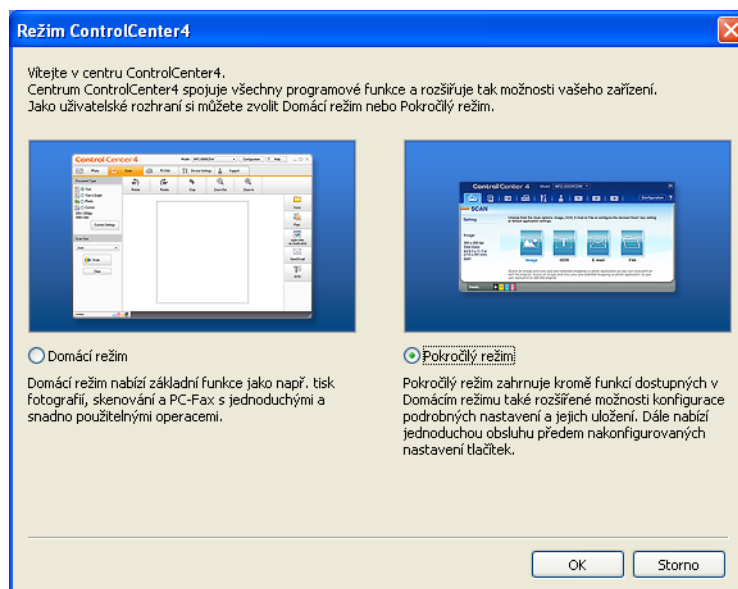 Režim ControlCenter4
Vítejte v centru ControlCenter4.
Centrum ControlCenter4 spojuje všechny programové funkce a rozšiřuje tak možnosti vašeho zařízení.
Jako uživatelské rozhraní si můžete zvolit Domácí režim nebo Pokročilý režim.
Control Center 4
Control Center 4
SCAN
Image
OCR
E-mail
File
Domácí režim
Domácí režim nabízí základní funkce jako např. tisk
fotografií, skenování a PC-Fax s jednoduchými a
snadno použitelnými operacemi.
Pokročilý režim
Pokročilý režim zahrnuje kromě funkcí dostupných v
Domácím režimu také rozšířené možnosti konfigurace
podrobných nastavení a jejich uložení. Dále nabízí
jednoduchou obsluhu předem nakonfigurovaných
nastavení tlačítek.
OK
Storno